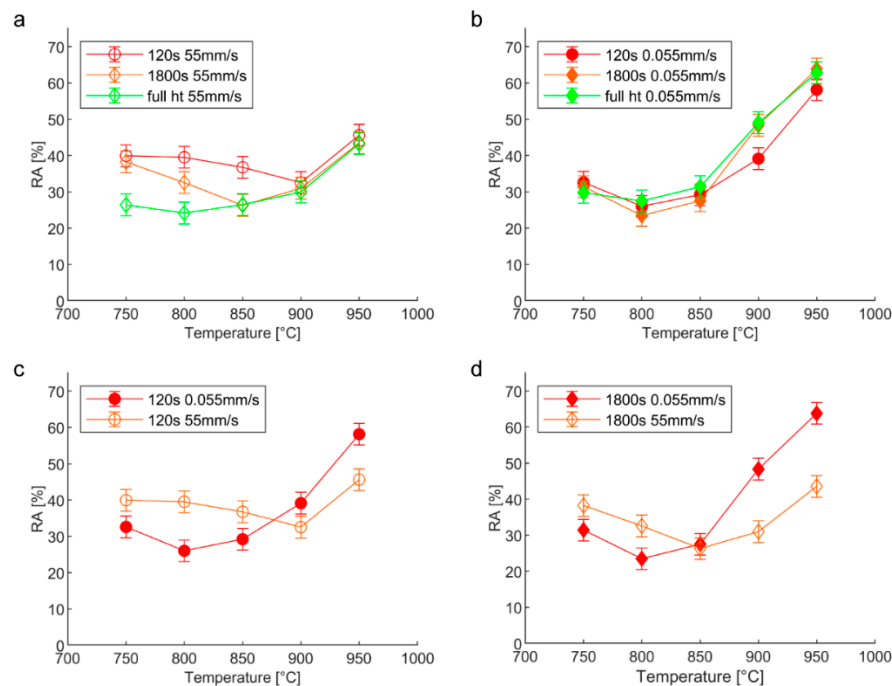 a
RA [%]
70
60
50
40
30
20
10
0
120s 55mm/s
1800s 55mm/s
full ht 55mm/s
700 750 800 850 900 950 1000
Temperature [°C]
b
RA [%]
70
60
50
40
30
20
10
0
120s 0.055mm/s
1800s 0.055mm/s
full ht 0.055mm/s
700 750 800 850 900 950 1000
Temperature [°C]
c
RA [%]
70
60
50
40
30
20
10
0
120s 0.055mm/s
120s 55mm/s
700 750 800 850 900 950 1000
Temperature [°C]
d
RA [%]
70
60
50
40
30
20
10
0
1800s 0.055mm/s
1800s 55mm/s
700 750 800 850 900 950 1000
Temperature [°C]